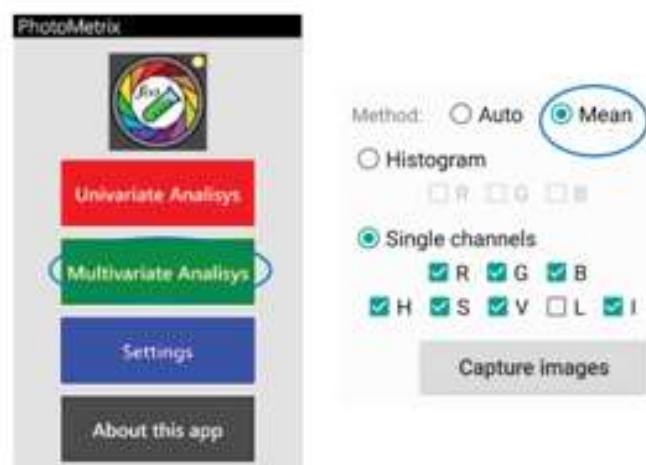 PhotoMetrix
f(x)
Univariate Analisys
Multivariate Analisys
Settings
About this app
Method: Auto Mean
Histogram
R G B
Single channels
R G B
H S V L I
Capture images